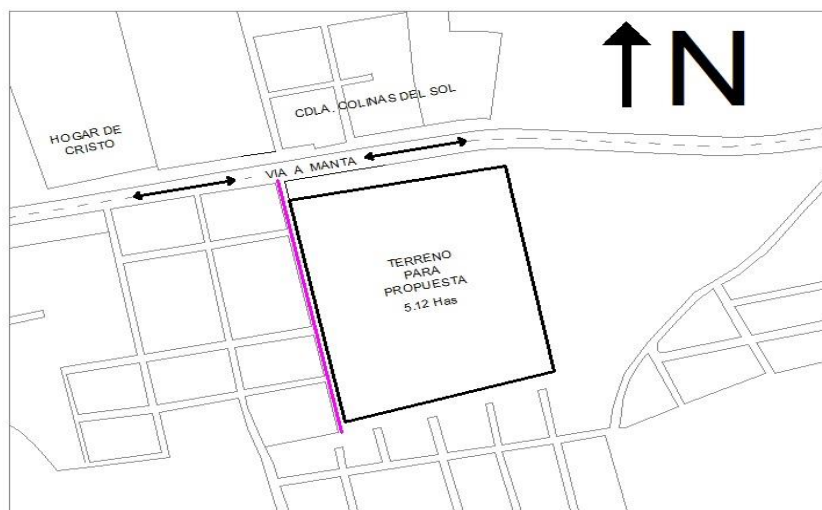 N
CDLA. COLINAS DEL SOL
HOGAR DE
CRISTO
VIA A MANTA
TERRENO
PARA
PROPUESTA
5.12 Has